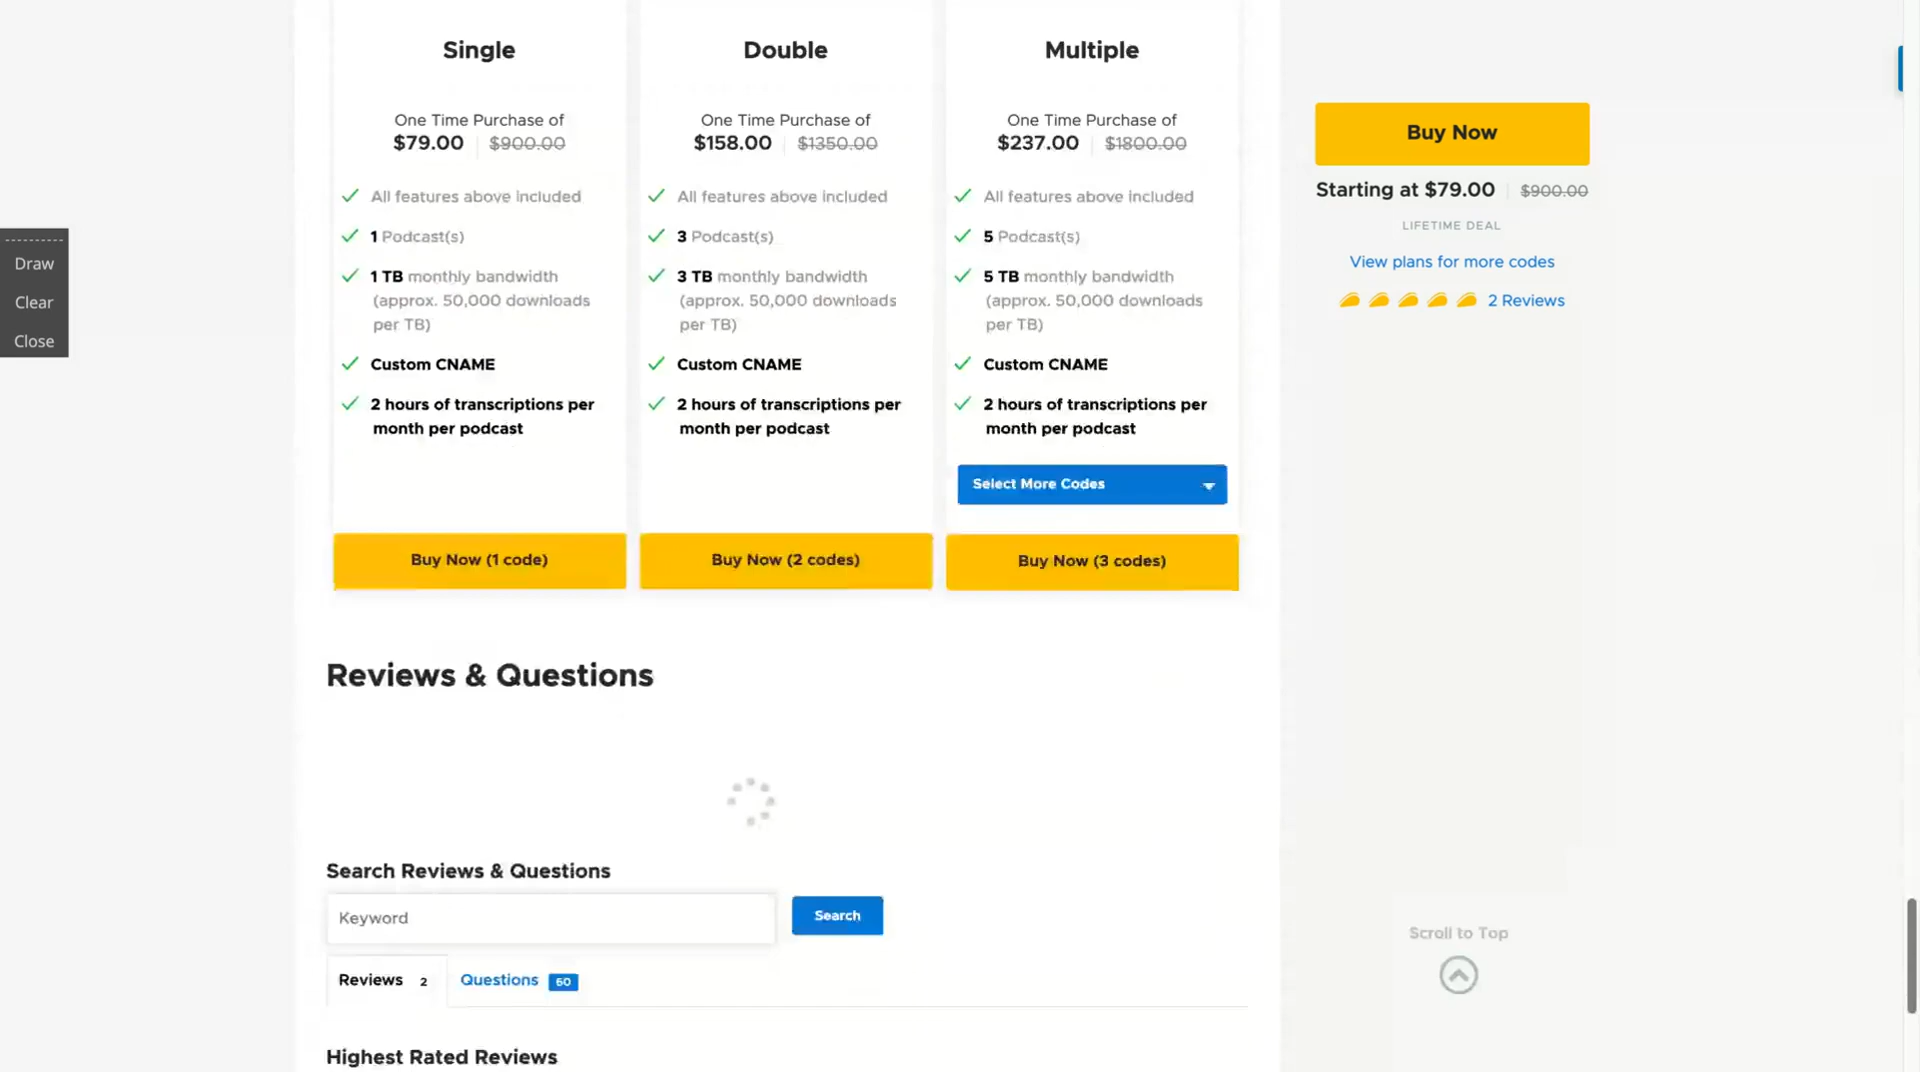 Single
One Time Purchase of
$79.00 $900.00
All features above included
1 Podcast(s)
1 TB monthly bandwidth
(approx. 50,000 downloads
per TB)
Custom CNAME
2 hours of transcriptions per
month per podcast
Buy Now (1 code)
Double
One Time Purchase of
$158.00 $1350.00
All features above included
3 Podcast(s)
3 TB monthly bandwidth
(approx. 50,000 downloads
per TB)
Custom CNAME
2 hours of transcriptions per
month per podcast
Buy Now (2 codes)
Multiple
One Time Purchase of
$237.00 $1800.00
All features above included
5 Podcast(s)
5 TB monthly bandwidth
(approx. 50,000 downloads
per TB)
Custom CNAME
2 hours of transcriptions per
month per podcast
Select More Codes
Buy Now (3 codes)
Buy Now
Starting at $79.00 $900.00
LIFETIME DEAL
View plans for more codes
2 Reviews
Draw
Clear
Close
Reviews & Questions
Search Reviews & Questions
Keyword
Search
Reviews 2 Questions 60
Highest Rated Reviews
Scroll to Top